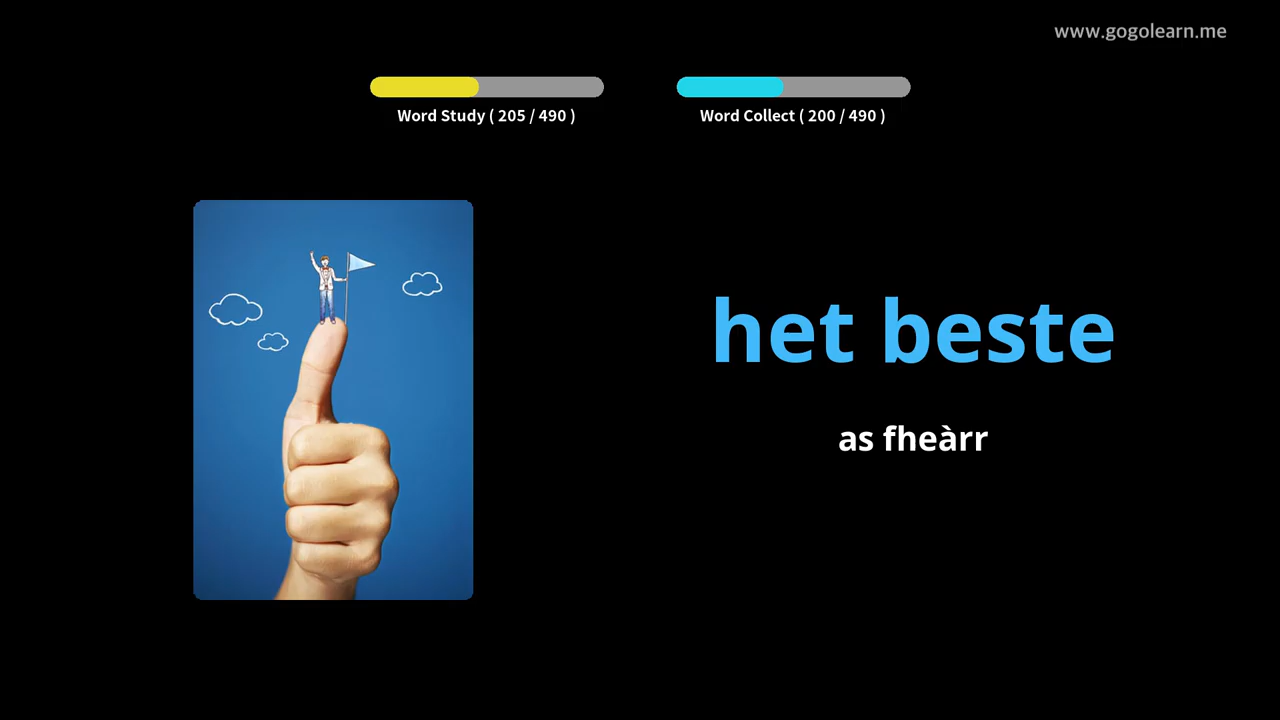 www.gogolearn.me
Word Study ( 205 / 490 )
Word Collect ( 200 / 490 )
het beste
as fheàrr